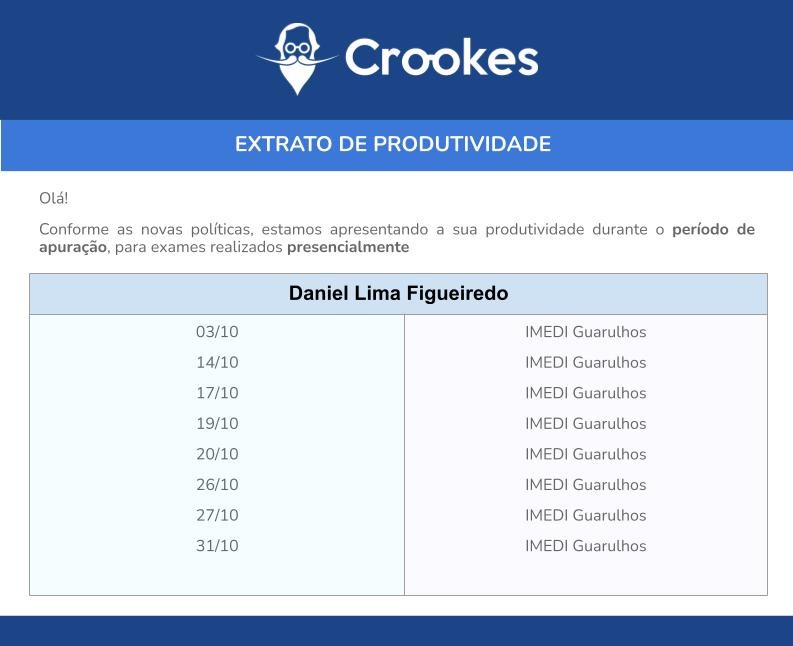 Crookes
EXTRATO DE PRODUTIVIDADE
Olá!
Conforme as novas políticas, estamos apresentando a sua produtividade durante o período de
apuração, para exames realizados presencialmente
Daniel Lima Figueiredo
03/10 IMEDI Guarulhos
14/10 IMEDI Guarulhos
17/10 IMEDI Guarulhos
19/10 IMEDI Guarulhos
20/10 IMEDI Guarulhos
26/10 IMEDI Guarulhos
27/10 IMEDI Guarulhos
31/10 IMEDI Guarulhos